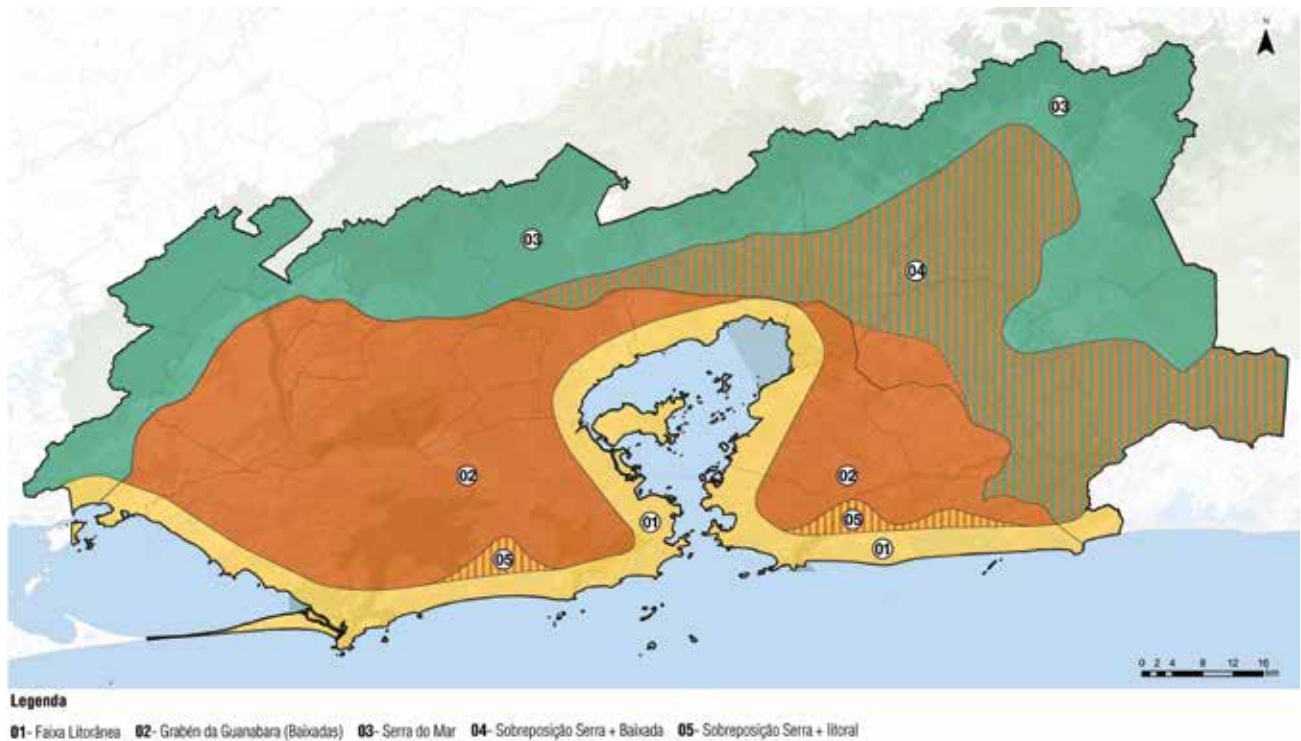 N
03
03
04
02
02
01
05
05
01
0 2 4 8 12 16
Legenda
01- Faixa Litorânea 02- Grabén da Guanabara (Baixadas) 03- Serra do Mar 04- Sobreposição Serra + Baixada 05- Sobreposição Serra + litoral